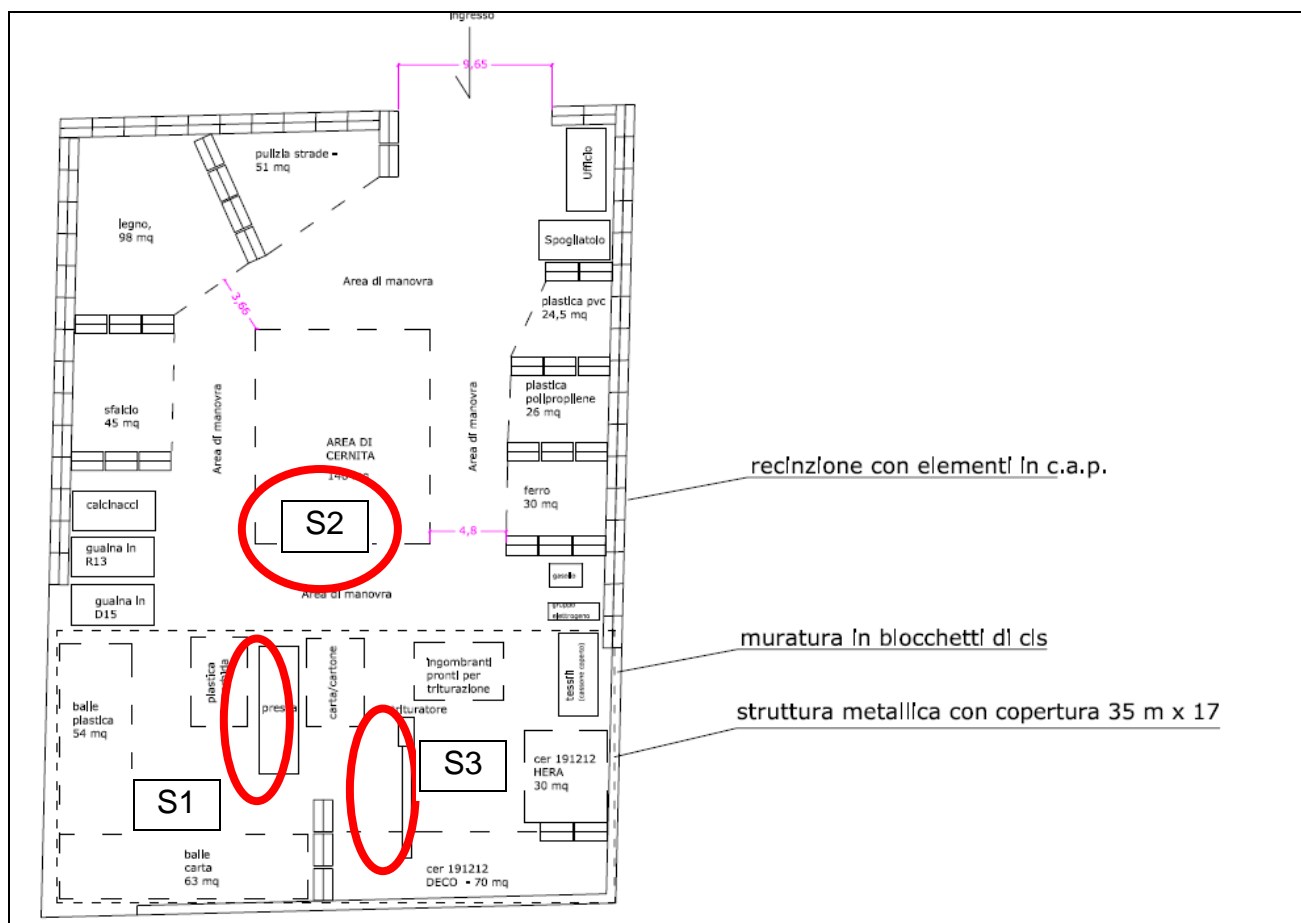 ingresso
9,65
pulizia strade -
51 mq
Ufficio
legno,
98 mq
Spogliatoio
Area di manovra
3,66
plastica pvc
24,5 mq
plastica
polipropilene
26 mq
sfalcio
45 mq
Area di manovra
Area di manovra
AREA DI
CERNITA
recinzione con elementi in c.a.p.
calcinacci
ferro
30 mq
S2
4,8
guaina in
R13
gasolio
guaina in
D15
Area di manovra
gruppo
elettrogeno
muratura in blocchetti di cls
plastica
pressa
carta/cartone
ingombranti
pronti per
triturazione
tessili
(cassone coperto)
balle
plastica
54 mq
trituratore
struttura metallica con copertura 35 m x 17
S3
cer 191212
HERA
30 mq
S1
balle
carta
63 mq
cer 191212
DECO - 70 mq